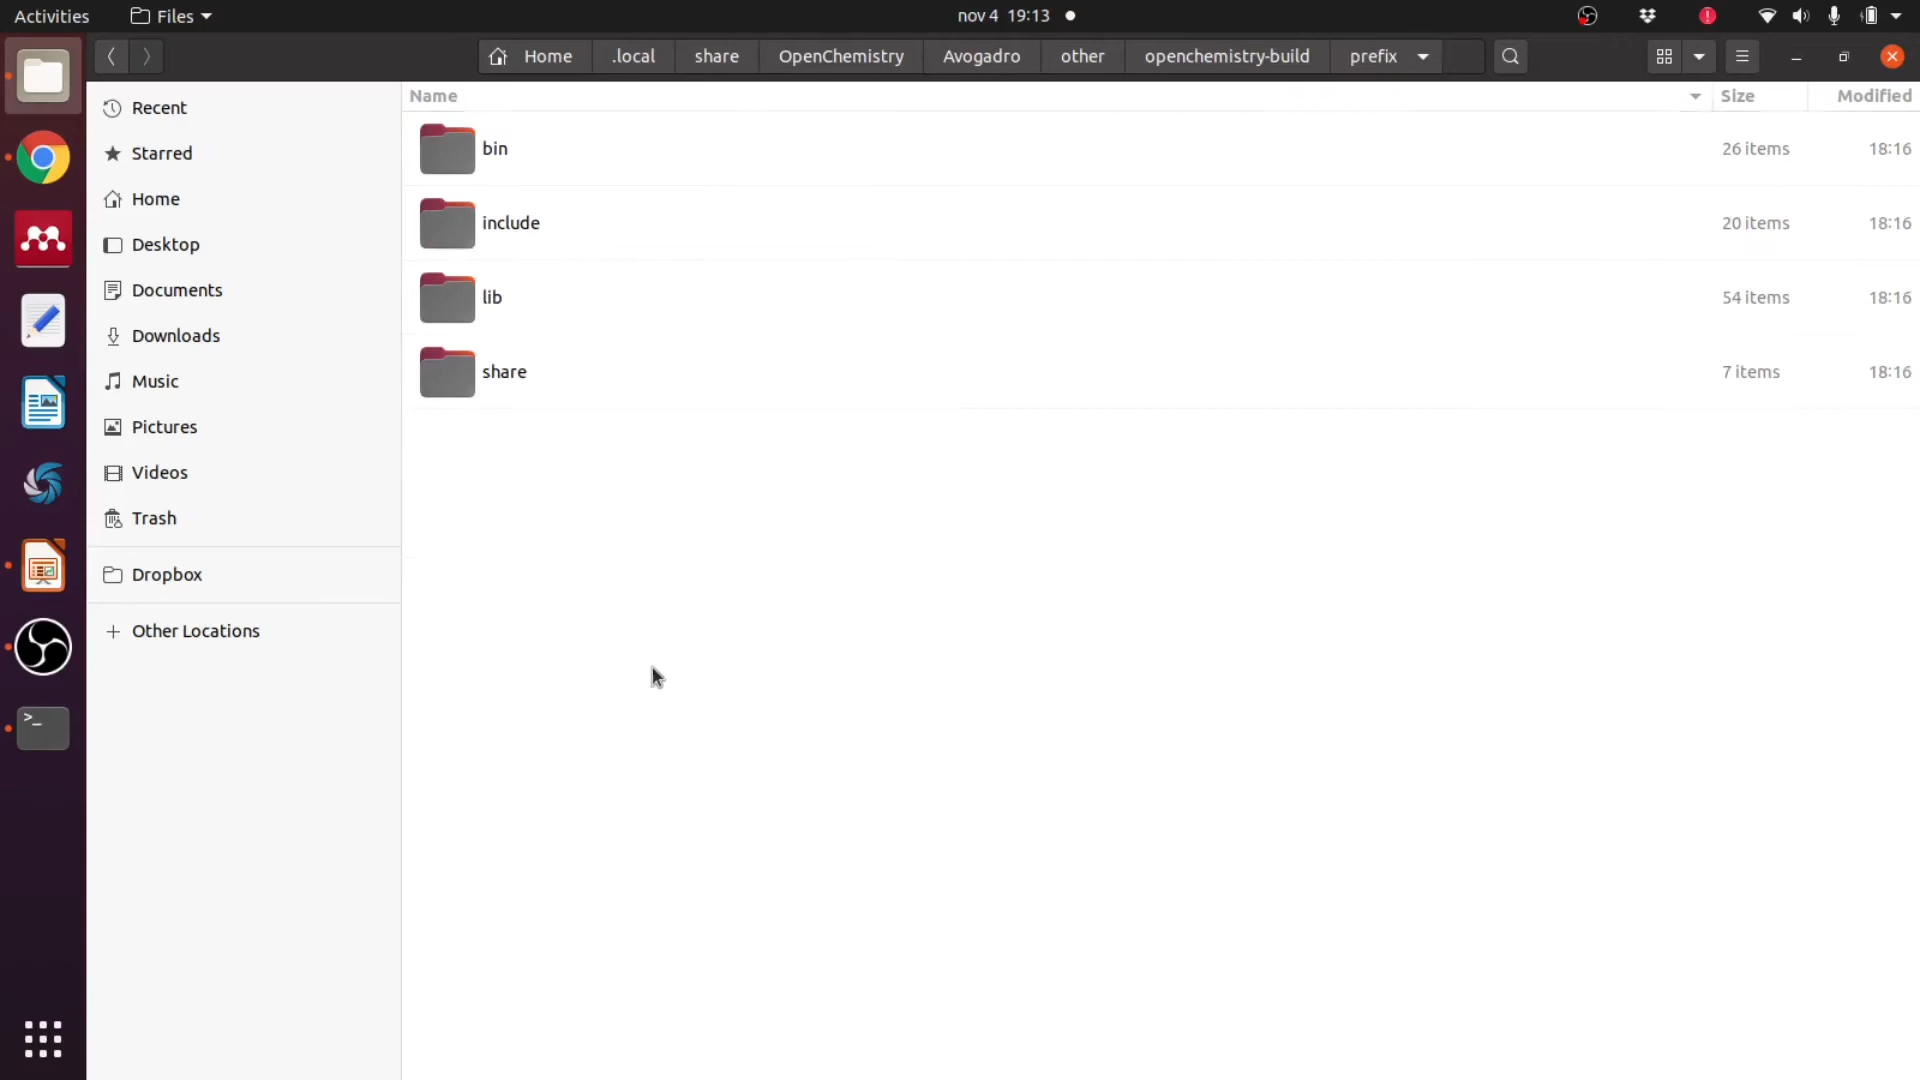 Activities Files nov 4 19:13
Home .local share OpenChemistry Avogadro other openchemistry-build prefix
Name Size Modified
Recent
Starred
Home
Desktop
Documents
Downloads
Music
Pictures
Videos
Trash
Dropbox
Other Locations
bin 26 items 18:16
include 20 items 18:16
lib 54 items 18:16
share 7 items 18:16
>_